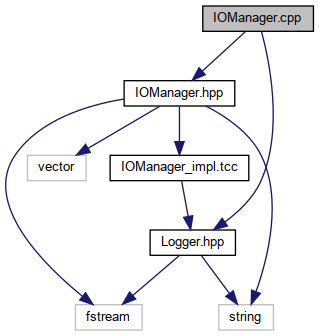 IOManager.cpp
IOManager.hpp
vector
IOManager_impl.tcc
Logger.hpp
fstream
string